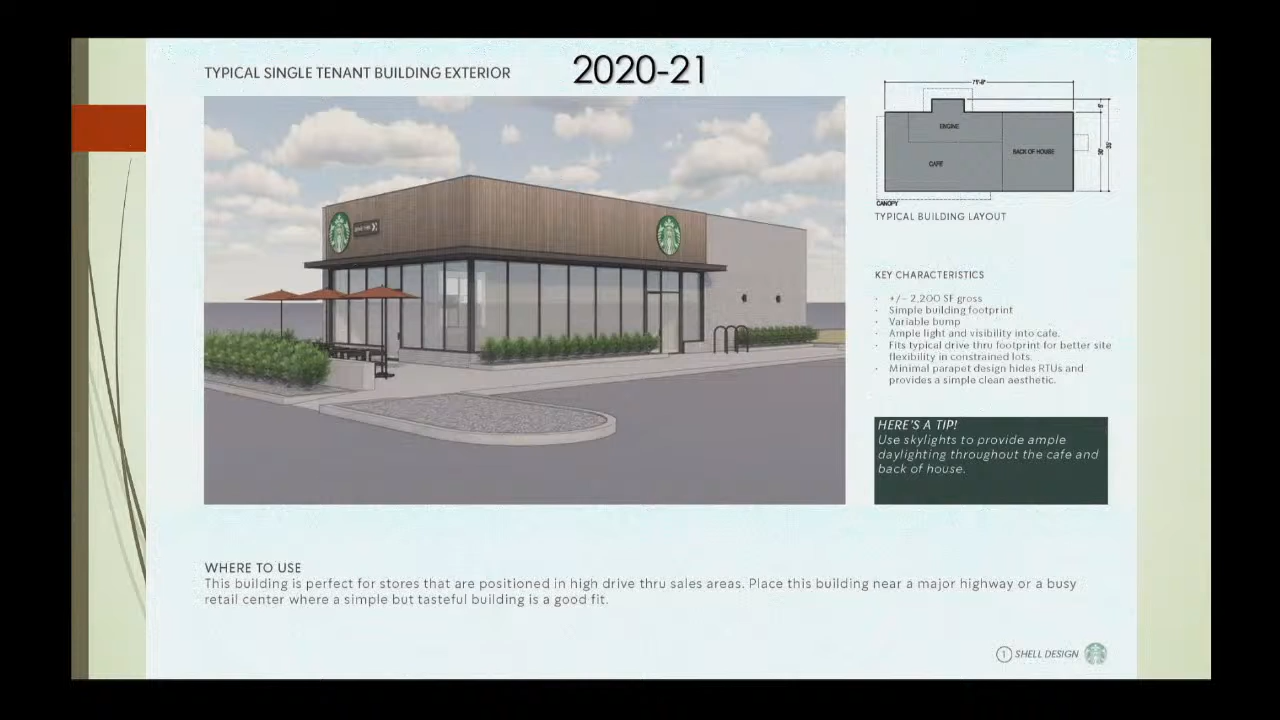 2020-21
TYPICAL SINGLE TENANT BUILDING EXTERIOR
ENGINE
CAFE
BACK OF HOUSE
CANOPY
TYPICAL BUILDING LAYOUT
KEY CHARACTERISTICS
· +/- 2,200 SF gross
· Simple building footprint
· Variable bump
· Ample light and visibility into cafe.
· Fits typical drive thru footprint for better site
flexibility in constrained lots.
· Minimal parapet design hides RTUs and
provides a simple clean aesthetic.
HERE'S A TIP!
Use skylights to provide ample
daylighting throughout the cafe and
back of house.
WHERE TO USE
This building is perfect for stores that are positioned in high drive thru sales areas. Place this building near a major highway or a busy
retail center where a simple but tasteful building is a good fit.
1 SHELL DESIGN